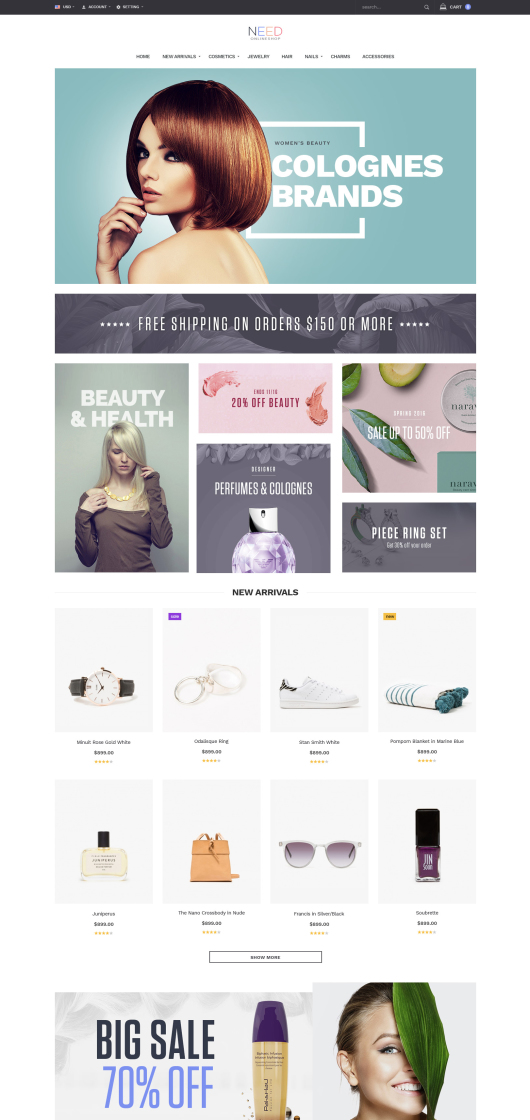 USD
ACCOUNT
SETTING
search...
CART
0
NEED
HOME
NEW ARRIVALS
COSMETICS
JEWELRY
HAIR
NAILS
CHARMS
ACCESSORIES
WOMEN'S BEAUTY
COLOGNES
BRANDS
FREE SHIPPING ON ORDERS $150 OR MORE
BEAUTY
& HEALTH
ENDS 11/16
20% OFF BEAUTY
DESIGNER
PERFUMES & COLOGNES
SPRING 2016
SALE UP TO 50% OFF
PIECE RING SET
Get 30% off your order
NEW ARRIVALS
Minuit Rose Gold White
$899.00
Odalisque Ring
$899.00
Stan Smith White
$899.00
Pompom Blanket in Marine Blue
$899.00
JUNIPERUS
JIN
SOON
Juniperus
$899.00
The Nano Crossbody in Nude
$899.00
Francis in Silver/Black
$899.00
Soubrette
$899.00
SHOW MORE
BIG SALE
70% OFF